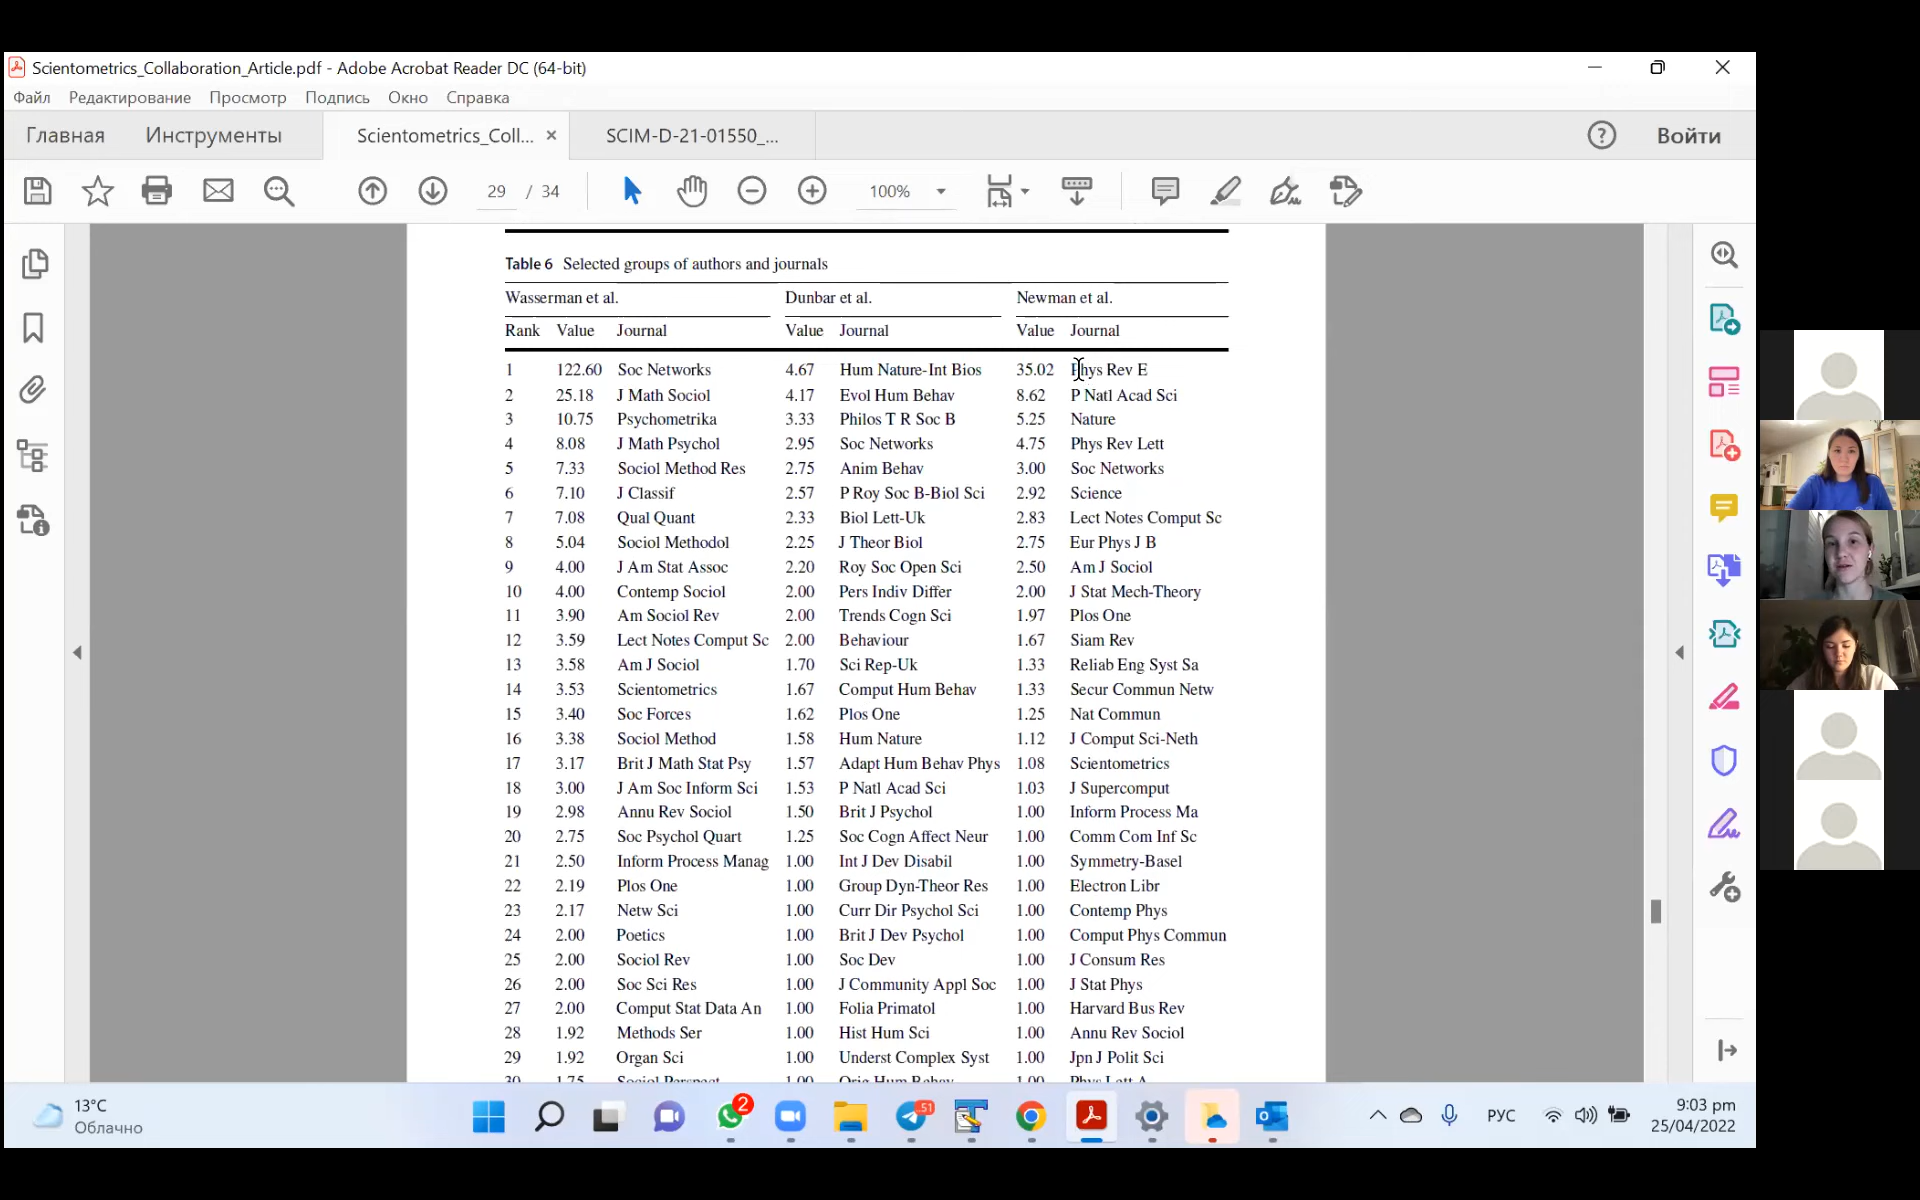 Scientometrics_Collaboration_Article.pdf - Adobe Acrobat Reader DC (64-bit)
Файл Редактирование Просмотр Подпись Окно Справка
Главная Инструменты Scientometrics_Coll... SCIM-D-21-01550_... Войти
29 / 34 100%
Table 6 Selected groups of authors and journals
Wasserman et al. Dunbar et al. Newman et al.
Rank Value Journal Value Journal Value Journal
1 122.60 Soc Networks 4.67 Hum Nature-Int Bios 35.02 Phys Rev E
2 25.18 J Math Sociol 4.17 Evol Hum Behav 8.62 P Natl Acad Sci
3 10.75 Psychometrika 3.33 Philos T R Soc B 5.25 Nature
4 8.08 J Math Psychol 2.95 Soc Networks 4.75 Phys Rev Lett
5 7.33 Sociol Method Res 2.75 Anim Behav 3.00 Soc Networks
6 7.10 J Classif 2.57 P Roy Soc B-Biol Sci 2.92 Science
7 7.08 Qual Quant 2.33 Biol Lett-Uk 2.83 Lect Notes Comput Sc
8 5.04 Sociol Methodol 2.25 J Theor Biol 2.75 Eur Phys J B
9 4.00 J Am Stat Assoc 2.20 Roy Soc Open Sci 2.50 Am J Sociol
10 4.00 Contemp Sociol 2.00 Pers Indiv Differ 2.00 J Stat Mech-Theory
11 3.90 Am Sociol Rev 2.00 Trends Cogn Sci 1.97 Plos One
12 3.59 Lect Notes Comput Sc 2.00 Behaviour 1.67 Siam Rev
13 3.58 Am J Sociol 1.70 Sci Rep-Uk 1.33 Reliab Eng Syst Sa
14 3.53 Scientometrics 1.67 Comput Hum Behav 1.33 Secur Commun Netw
15 3.40 Soc Forces 1.62 Plos One 1.25 Nat Commun
16 3.38 Sociol Method 1.58 Hum Nature 1.12 J Comput Sci-Neth
17 3.17 Brit J Math Stat Psy 1.57 Adapt Hum Behav Phys 1.08 Scientometrics
18 3.00 J Am Soc Inform Sci 1.53 P Natl Acad Sci 1.03 J Supercomput
19 2.98 Annu Rev Sociol 1.50 Brit J Psychol 1.00 Inform Process Ma
20 2.75 Soc Psychol Quart 1.25 Soc Cogn Affect Neur 1.00 Comm Com Inf Sc
21 2.50 Inform Process Manag 1.00 Int J Dev Disabil 1.00 Symmetry-Basel
22 2.19 Plos One 1.00 Group Dyn-Theor Res 1.00 Electron Libr
23 2.17 Netw Sci 1.00 Curr Dir Psychol Sci 1.00 Contemp Phys
24 2.00 Poetics 1.00 Brit J Dev Psychol 1.00 Comput Phys Commun
25 2.00 Sociol Rev 1.00 Soc Dev 1.00 J Consum Res
26 2.00 Soc Sci Res 1.00 J Community Appl Soc 1.00 J Stat Phys
27 2.00 Comput Stat Data An 1.00 Folia Primatol 1.00 Harvard Bus Rev
28 1.92 Methods Ser 1.00 Hist Hum Sci 1.00 Annu Rev Sociol
29 1.92 Organ Sci 1.00 Underst Complex Syst 1.00 Jpn J Polit Sci
30 1.75 Sociol Perspect 1.00 Orig Hum Behav 1.00 Phys Lett A
13°C
Облачно
2
51
РУС
9:03 pm
25/04/2022